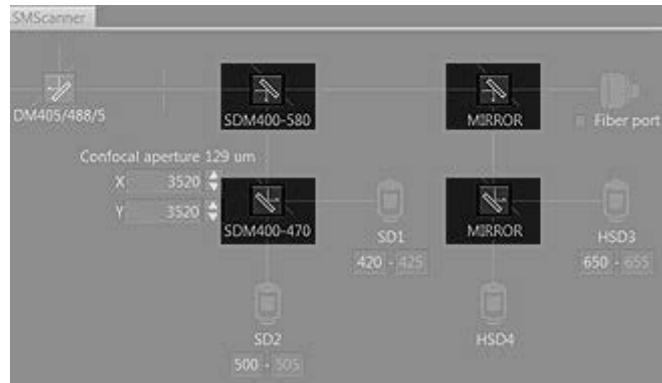 SMScanner
DM405/488/5
SDM400-580
MIRROR
Fiber port
Confocal aperture 129 um
X 3520
Y 3520
SDM400-470
SD1
420 - 425
MIRROR
HSD3
650 - 655
SD2
500 - 505
HSD4